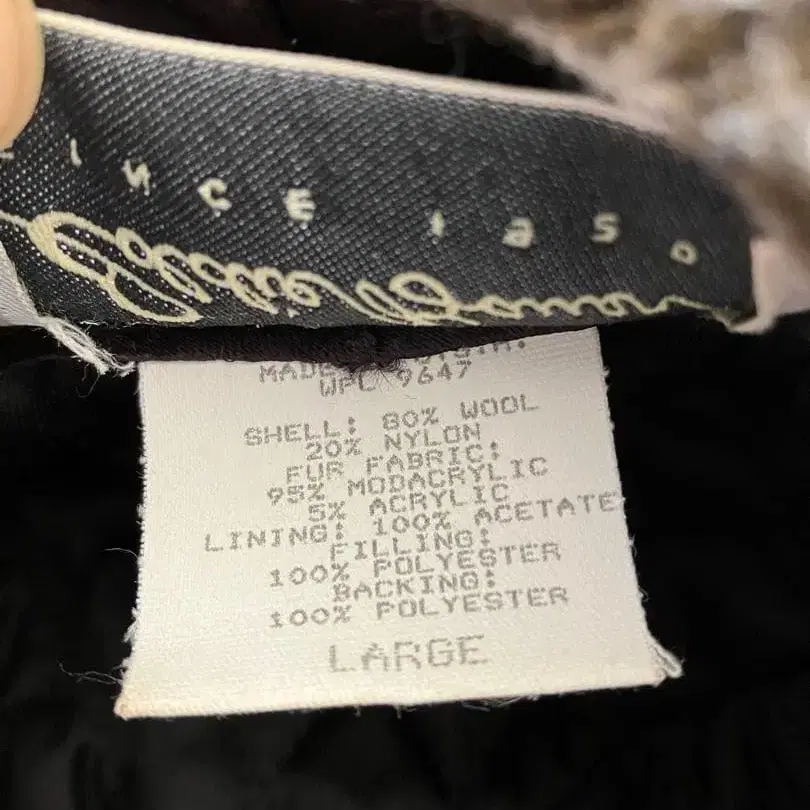 INCE
MADE U.S.A.
WPL 9647
SHELL: 80% WOOL
20% NYLON
FUR FABRIC:
95% MODACRYLIC
5% ACRYLIC
LINING: 100% ACETATE
FILLING:
100% POLYESTER
BACKING:
100% POLYESTER
LARGE